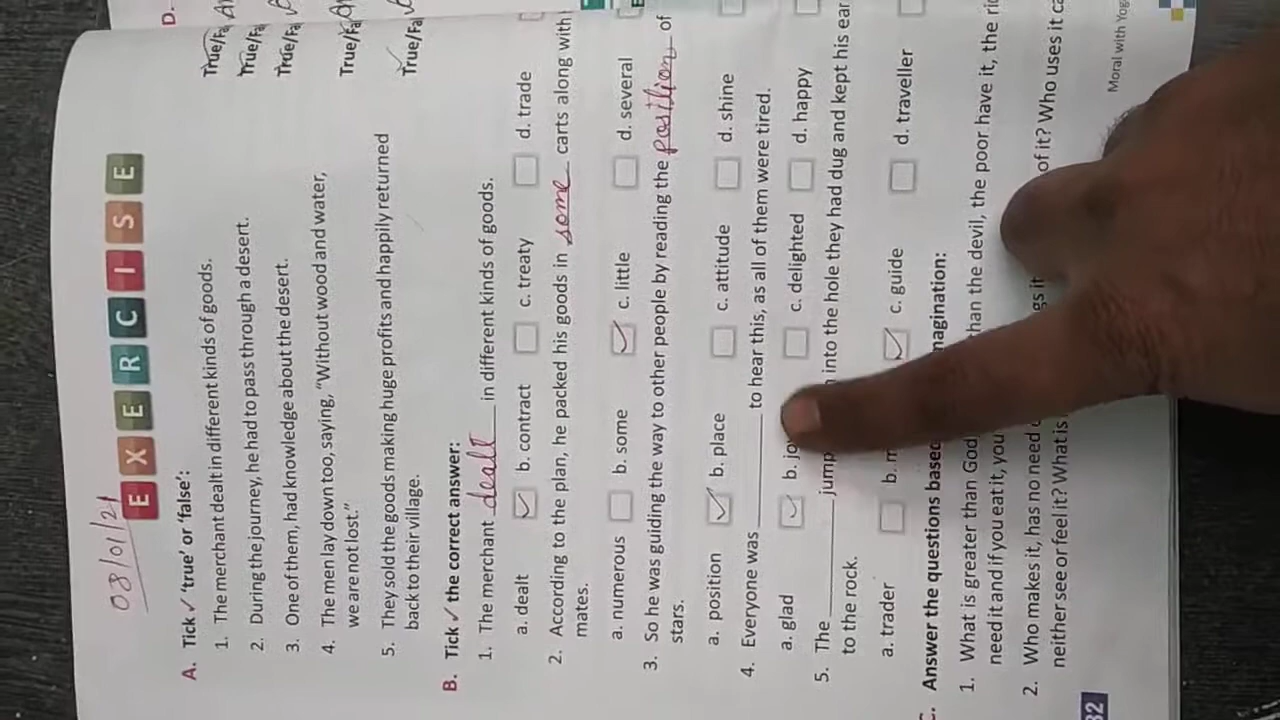 08/01/21
EXERCISE
A. Tick ✓ 'true' or 'false':
1. The merchant dealt in different kinds of goods. True/Fa
2. During the journey, he had to pass through a desert. True/Fa
3. One of them, had knowledge about the desert. True/Fa
4. The men lay down too, saying, "Without wood and water, True/Fa
we are not lost."
5. They sold the goods making huge profits and happily returned True/Fa
back to their village.
B. Tick ✓ the correct answer:
1. The merchant dealt in different kinds of goods.
a. dealt b. contract c. treaty d. trade
2. According to the plan, he packed his goods in some carts along with
mates.
a. numerous b. some c. little d. several
3. So he was guiding the way to other people by reading the position of
stars.
a. position b. place c. attitude d. shine
4. Everyone was ______ to hear this, as all of them were tired.
a. glad b. c. delighted d. happy
5. The ______ into the hole they had dug and kept his ear
to the rock.
a. trader b. c. guide d. traveller
C. Answer the questions based
1. What is greater than God than the devil, the poor have it, the
need it and if you eat it, you
2. Who makes it, has no need of it? Who uses it
neither see or feel it? What is
32
Moral with
D.